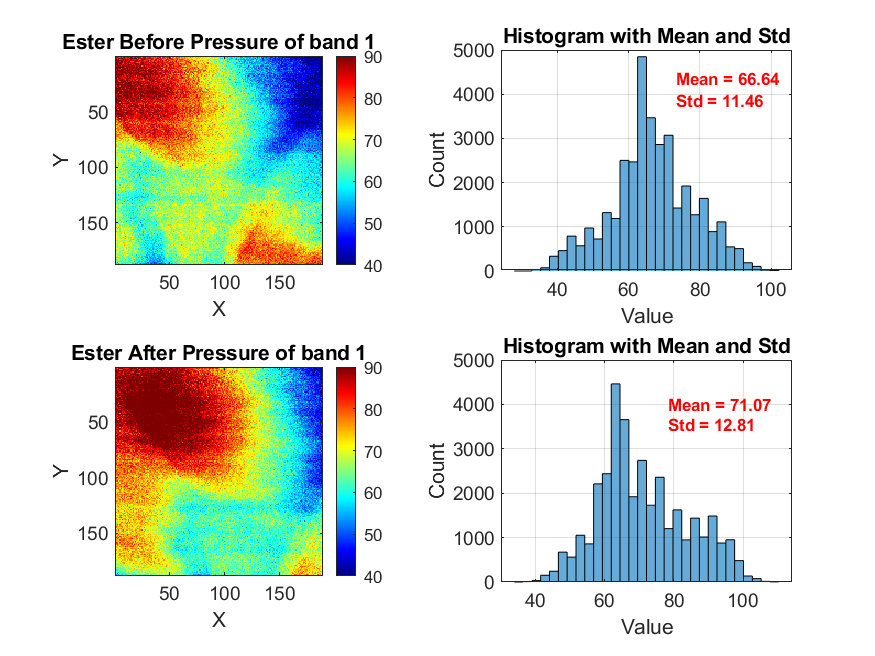 Ester Before Pressure of band 1
50
100
150
Y
50 100 150
X
90
80
70
60
50
40
Histogram with Mean and Std
5000
4000
3000
2000
1000
0
Count
Mean = 66.64
Std = 11.46
40 60 80 100
Value
Ester After Pressure of band 1
50
100
150
Y
50 100 150
X
90
80
70
60
50
40
Histogram with Mean and Std
5000
4000
3000
2000
1000
0
Count
Mean = 71.07
Std = 12.81
40 60 80 100
Value